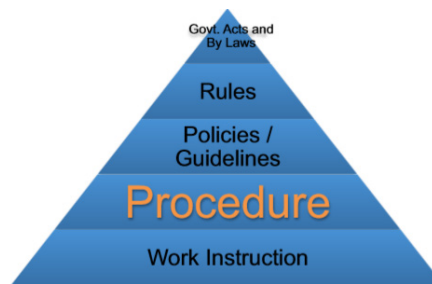 Govt. Acts and
By Laws
Rules
Policies /
Guidelines
Procedure
Work Instruction